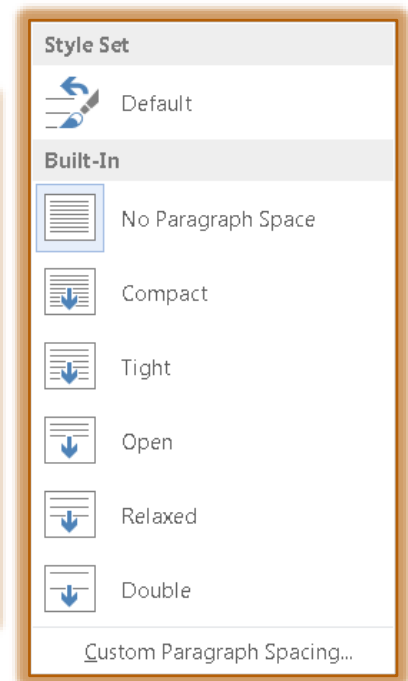 Style Set
Default
Built-In
No Paragraph Space
Compact
Tight
Open
Relaxed
Double
Custom Paragraph Spacing...